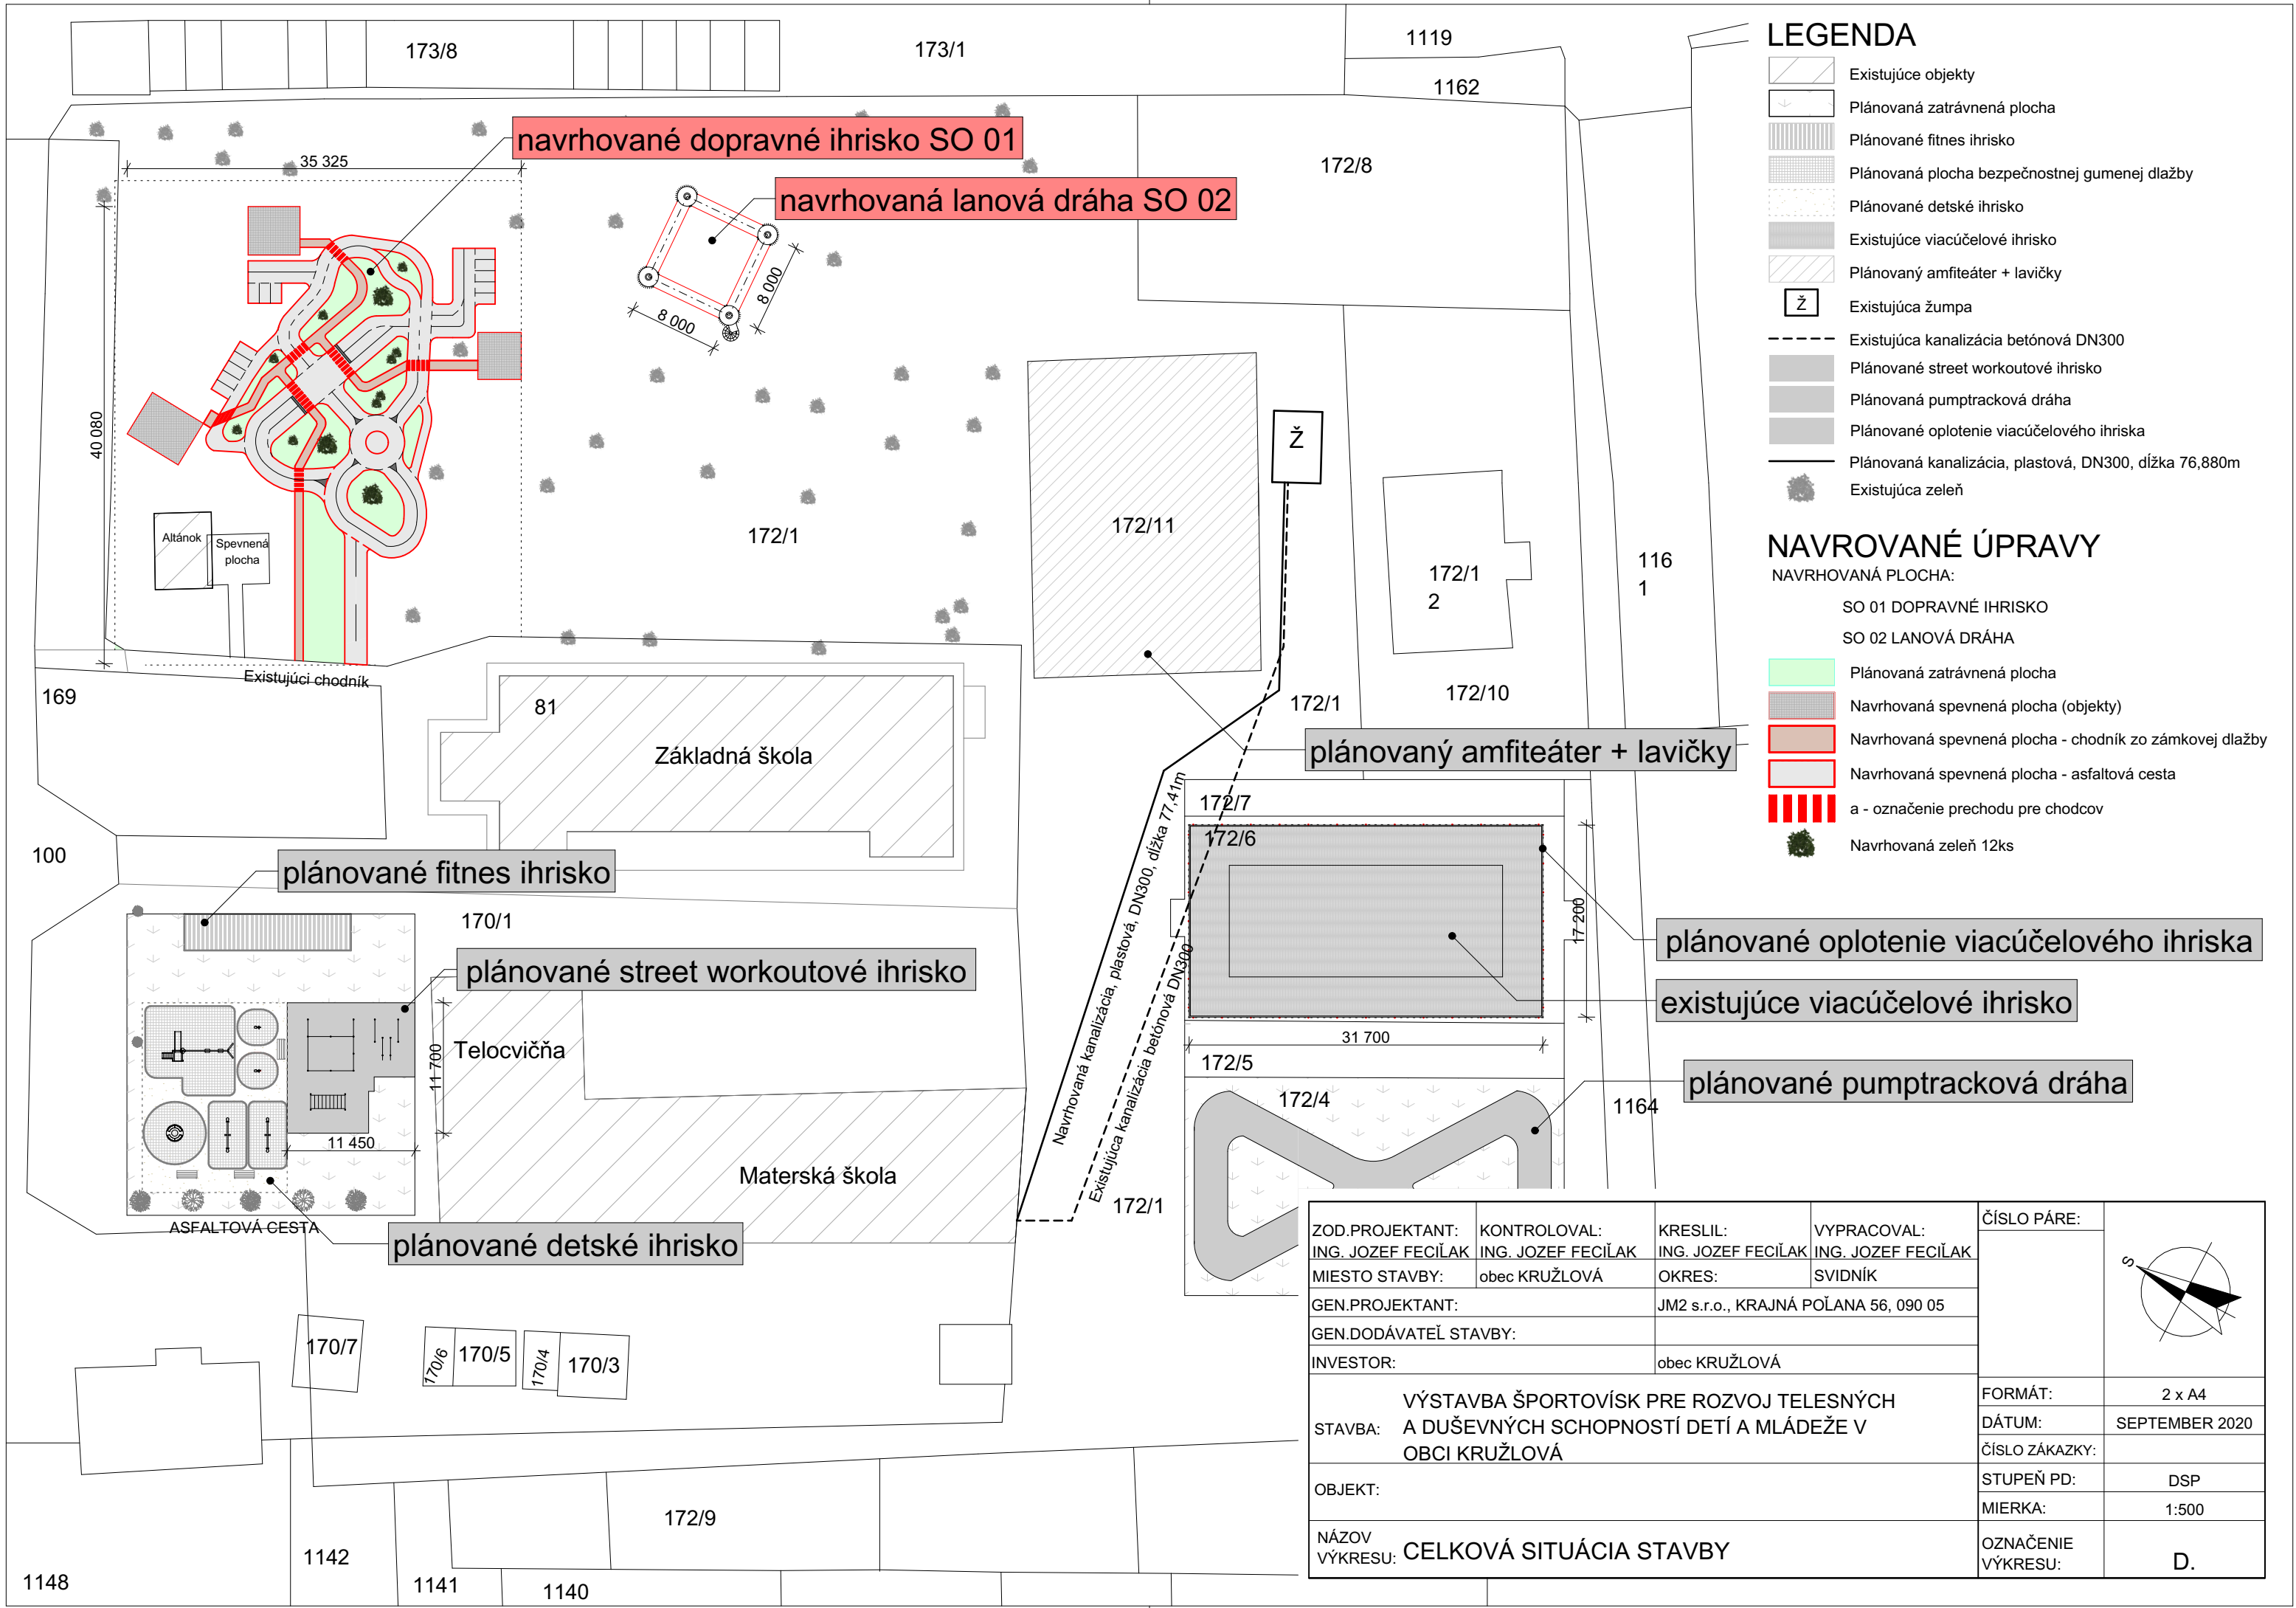 173/8
173/1
1119
1162
navrhované dopravné ihrisko SO 01
35 325
navrhovaná lanová dráha SO 02
172/8
8 000
8 000
40 080
Altánok
Spevnená
plocha
172/1
172/11
Ž
172/1
2
116
1
Existujúci chodník
169
81
Základná škola
172/1
172/10
plánovaný amfiteáter + lavičky
172/7
172/6
100
plánované fitnes ihrisko
170/1
plánované street workoutové ihrisko
Telocvičňa
11 700
11 450
Materská škola
ASFALTOVÁ CESTA
plánované detské ihrisko
Navrhovaná kanalizácia, plastová, DN300, dĺžka 77,41m
Existujúca kanalizácia betónová DN300
17 200
31 700
plánované oplotenie viacúčelového ihriska
existujúce viacúčelové ihrisko
172/5
172/4
plánované pumptracková dráha
1164
172/1
170/7
170/6
170/5
170/4
170/3
172/9
1148
1142
1141
1140
LEGENDA
Existujúce objekty
Plánovaná zatrávnená plocha
Plánované fitnes ihrisko
Plánovaná plocha bezpečnostnej gumenej dlažby
Plánované detské ihrisko
Existujúce viacúčelové ihrisko
Plánovaný amfiteáter + lavičky
Ž
Existujúca žumpa
Existujúca kanalizácia betónová DN300
Plánované street workoutové ihrisko
Plánovaná pumptracková dráha
Plánované oplotenie viacúčelového ihriska
Plánovaná kanalizácia, plastová, DN300, dĺžka 76,880m
Existujúca zeleň
NAVROVANÉ ÚPRAVY
NAVRHOVANÁ PLOCHA:
SO 01 DOPRAVNÉ IHRISKO
SO 02 LANOVÁ DRÁHA
Plánovaná zatrávnená plocha
Navrhovaná spevnená plocha (objekty)
Navrhovaná spevnená plocha - chodník zo zámkovej dlažby
Navrhovaná spevnená plocha - asfaltová cesta
a - označenie prechodu pre chodcov
Navrhovaná zeleň 12ks
ZOD.PROJEKTANT: KONTROLOVAL: KRESLIL: VYPRACOVAL:
ING. JOZEF FECIĽAK ING. JOZEF FECIĽAK ING. JOZEF FECIĽAK ING. JOZEF FECIĽAK
MIESTO STAVBY: obec KRUŽLOVÁ OKRES: SVIDNÍK
GEN.PROJEKTANT: JM2 s.r.o., KRAJNÁ POĽANA 56, 090 05
GEN.DODÁVATEĽ STAVBY:
INVESTOR: obec KRUŽLOVÁ
STAVBA: VÝSTAVBA ŠPORTOVÍSK PRE ROZVOJ TELESNÝCH
A DUŠEVNÝCH SCHOPNOSTÍ DETÍ A MLÁDEŽE V
OBCI KRUŽLOVÁ
OBJEKT:
NÁZOV
VÝKRESU: CELKOVÁ SITUÁCIA STAVBY
ČÍSLO PÁRE:
S
FORMÁT: 2 x A4
DÁTUM: SEPTEMBER 2020
ČÍSLO ZÁKAZKY:
STUPEŇ PD: DSP
MIERKA: 1:500
OZNAČENIE
VÝKRESU: D.